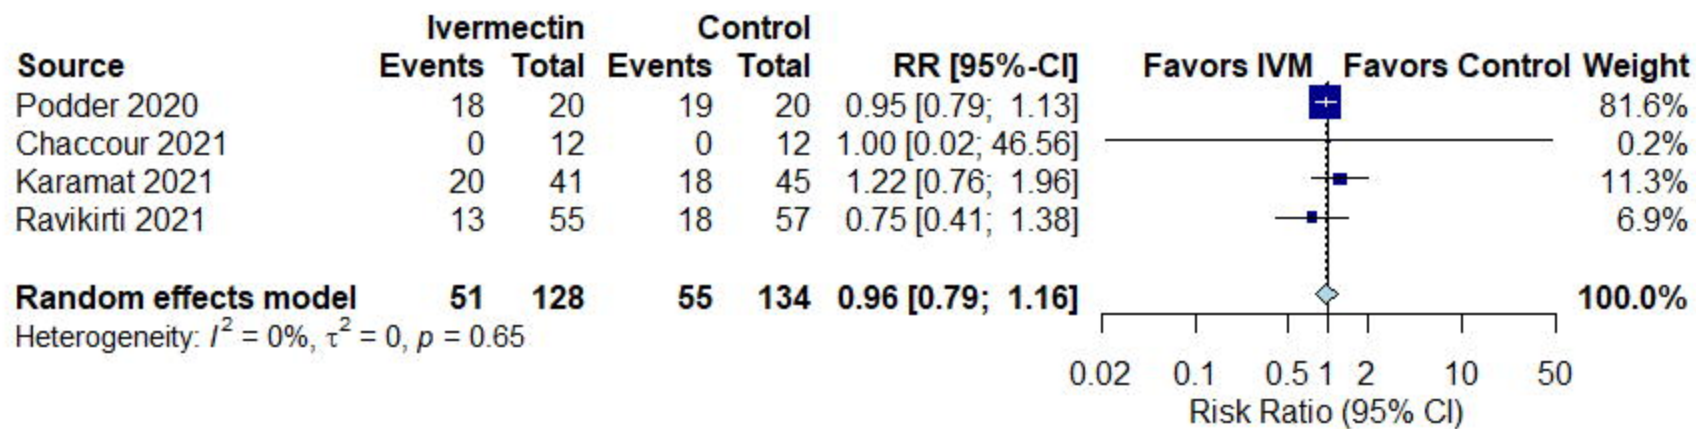 Ivermectin Control
Source Events Total Events Total RR [95%-CI] Favors IVM Favors Control Weight
Podder 2020 18 20 19 20 0.95 [0.79; 1.13] 81.6%
Chaccour 2021 0 12 0 12 1.00 [0.02; 46.56] 0.2%
Karamat 2021 20 41 18 45 1.22 [0.76; 1.96] 11.3%
Ravikirti 2021 13 55 18 57 0.75 [0.41; 1.38] 6.9%
Random effects model 51 128 55 134 0.96 [0.79; 1.16] 100.0%
Heterogeneity: I² = 0%, τ² = 0, p = 0.65
0.02 0.1 0.5 1 2 10 50
Risk Ratio (95% CI)